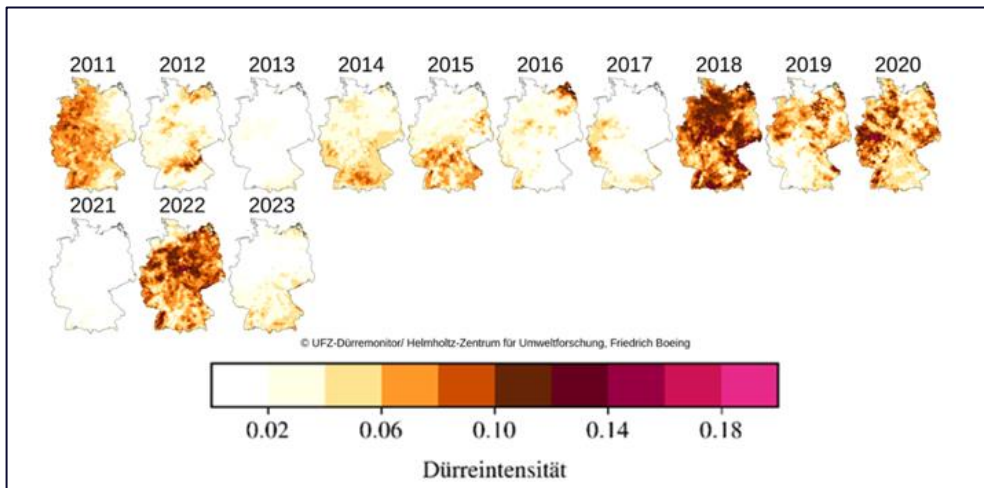 2011 2012 2013 2014 2015 2016 2017 2018 2019 2020
2021 2022 2023
© UFZ-Dürremonitor/ Helmholtz-Zentrum für Umweltforschung, Friedrich Boeing
0.02 0.06 0.10 0.14 0.18
Dürreintensität